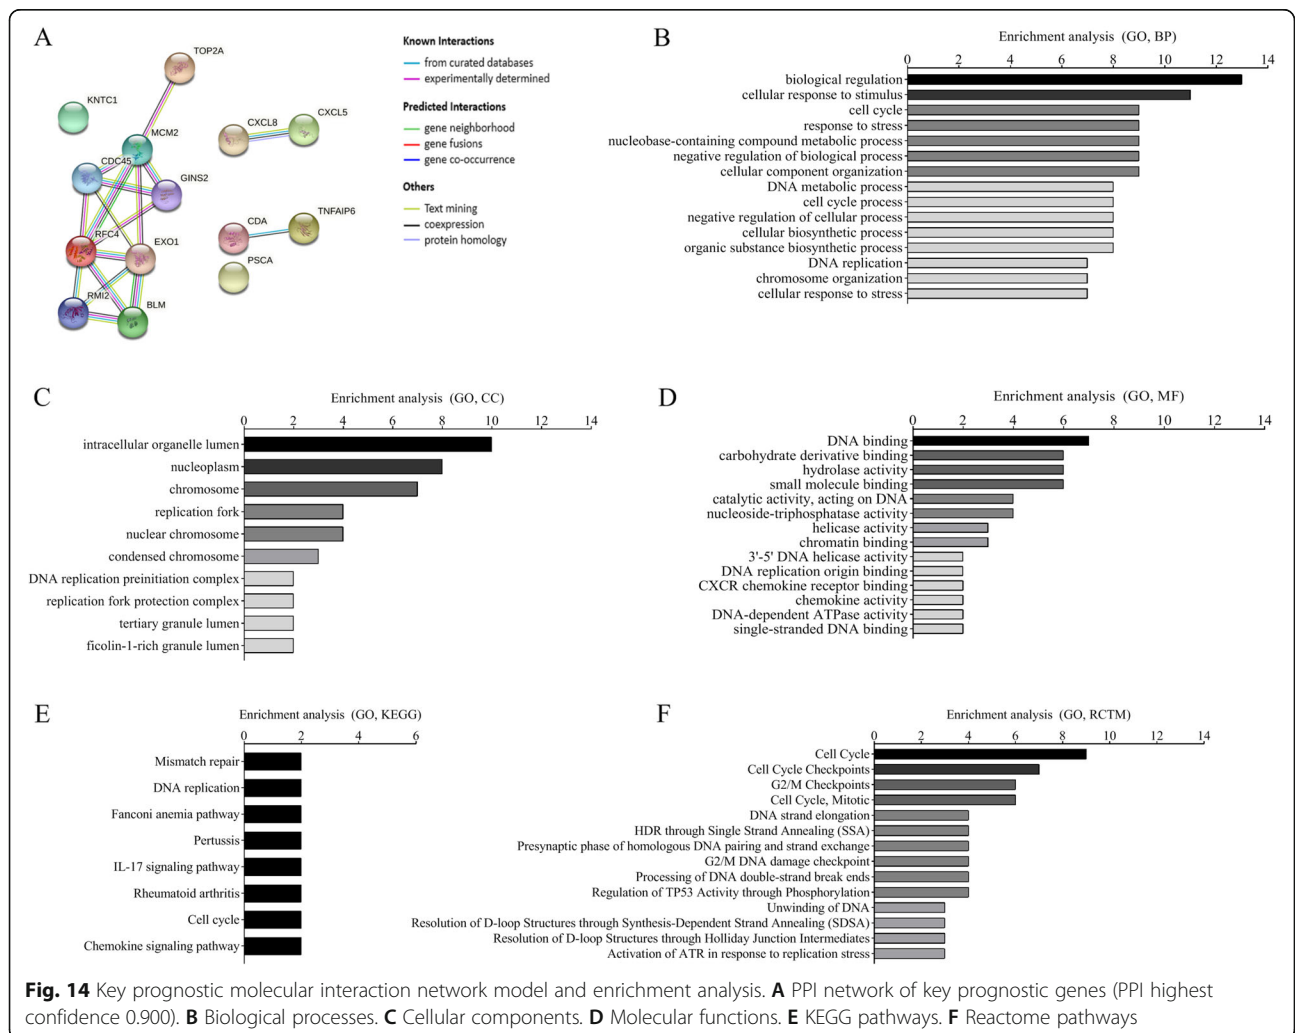 A
TOP2A
KNTC1
MCM2
CXCL8
CXCL5
CDC45
GINS2
CDA
TNFAIP6
RFC4
EXO1
PSCA
RMI2
BLM
Known Interactions
from curated databases
experimentally determined
Predicted Interactions
gene neighborhood
gene fusions
gene co-occurrence
Others
Text mining
coexpression
protein homology
B
Enrichment analysis (GO, BP)
0 2 4 6 8 10 12 14
biological regulation
cellular response to stimulus
cell cycle
response to stress
nucleobase-containing compound metabolic process
negative regulation of biological process
cellular component organization
DNA metabolic process
cell cycle process
negative regulation of cellular process
cellular biosynthetic process
organic substance biosynthetic process
DNA replication
chromosome organization
cellular response to stress
C
Enrichment analysis (GO, CC)
0 2 4 6 8 10 12 14
intracellular organelle lumen
nucleoplasm
chromosome
replication fork
nuclear chromosome
condensed chromosome
DNA replication preinitiation complex
replication fork protection complex
tertiary granule lumen
ficolin-1-rich granule lumen
D
Enrichment analysis (GO, MF)
0 2 4 6 8 10 12 14
DNA binding
carbohydrate derivative binding
hydrolase activity
small molecule binding
catalytic activity, acting on DNA
nucleoside-triphosphatase activity
helicase activity
chromatin binding
3'-5' DNA helicase activity
DNA replication origin binding
CXCR chemokine receptor binding
chemokine activity
DNA-dependent ATPase activity
single-stranded DNA binding
E
Enrichment analysis (GO, KEGG)
0 2 4 6
Mismatch repair
DNA replication
Fanconi anemia pathway
Pertussis
IL-17 signaling pathway
Rheumatoid arthritis
Cell cycle
Chemokine signaling pathway
F
Enrichment analysis (GO, RCTM)
0 2 4 6 8 10 12 14
Cell Cycle
Cell Cycle Checkpoints
G2/M Checkpoints
Cell Cycle, Mitotic
DNA strand elongation
HDR through Single Strand Annealing (SSA)
Presynaptic phase of homologous DNA pairing and strand exchange
G2/M DNA damage checkpoint
Processing of DNA double-strand break ends
Regulation of TP53 Activity through Phosphorylation
Unwinding of DNA
Resolution of D-loop Structures through Synthesis-Dependent Strand Annealing (SDSA)
Resolution of D-loop Structures through Holliday Junction Intermediates
Activation of ATR in response to replication stress
Fig. 14 Key prognostic molecular interaction network model and enrichment analysis. A PPI network of key prognostic genes (PPI highest
confidence 0.900). B Biological processes. C Cellular components. D Molecular functions. E KEGG pathways. F Reactome pathways